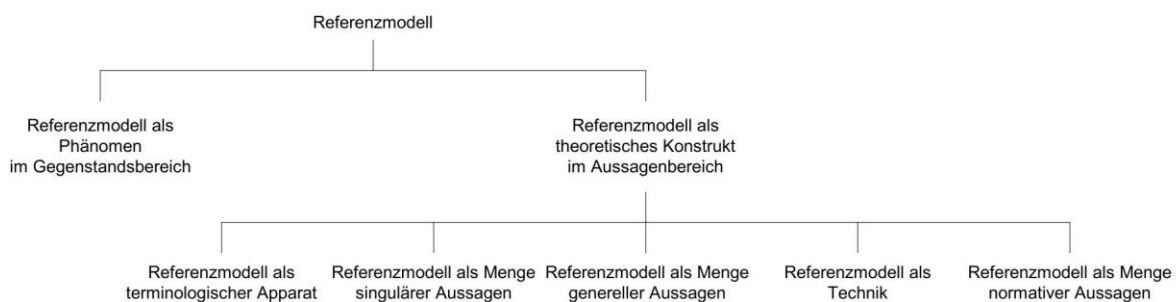 Referenzmodell
Referenzmodell als
Phänomen
im Gegenstandsbereich
Referenzmodell als
theoretisches Konstrukt
im Aussagenbereich
Referenzmodell als
terminologischer Apparat
Referenzmodell als Menge
singulärer Aussagen
Referenzmodell als Menge
genereller Aussagen
Referenzmodell als
Technik
Referenzmodell als Menge
normativer Aussagen